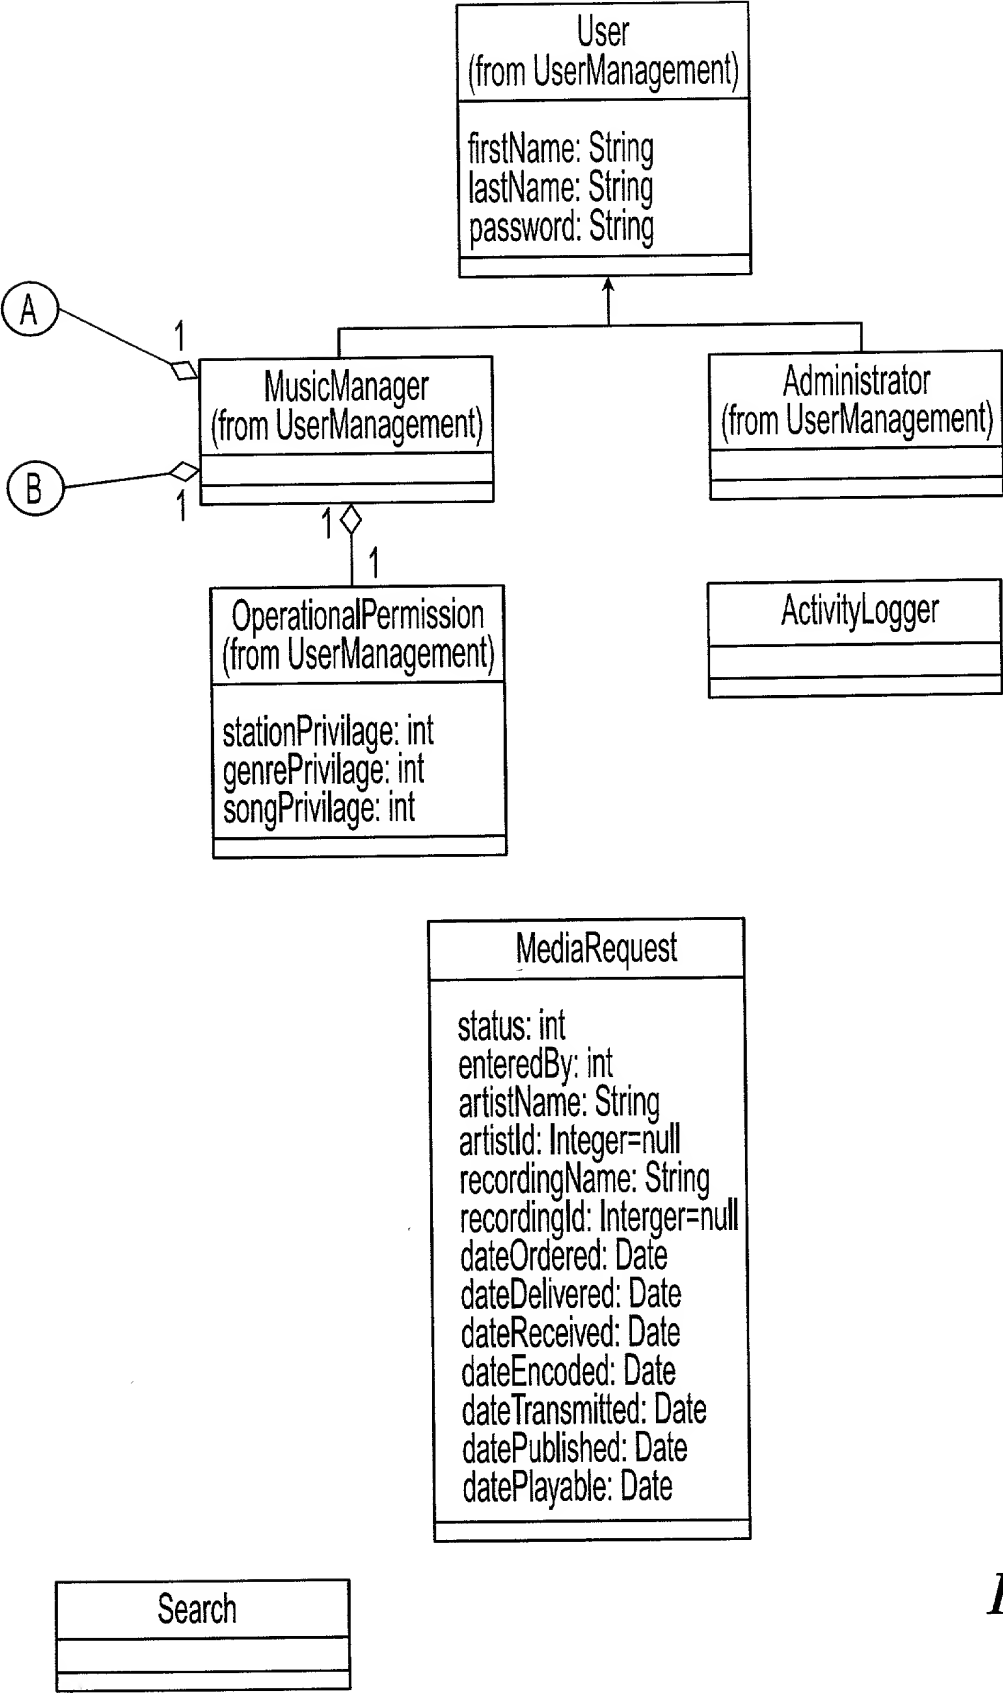 User
(from UserManagement)
firstName: String
lastName: String
password: String
A
1
MusicManager
(from UserManagement)
Administrator
(from UserManagement)
B
1
1
1
OperationalPermission
(from UserManagement)
stationPrivilage: int
genrePrivilage: int
songPrivilage: int
ActivityLogger
MediaRequest
status: int
enteredBy: int
artistName: String
artistId: Integer=null
recordingName: String
recordingId: Interger=null
dateOrdered: Date
dateDelivered: Date
dateReceived: Date
dateEncoded: Date
dateTransmitted: Date
datePublished: Date
datePlayable: Date
Search